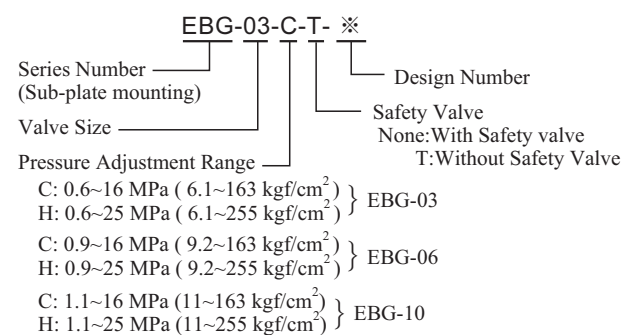 EBG-03-C-T-※
Series Number
(Sub-plate mounting)
Design Number
Safety Valve
None:With Safety valve
T:Without Safety Valve
Valve Size
Pressure Adjustment Range
C: 0.6~16 MPa ( 6.1~163 kgf/cm²)
H: 0.6~25 MPa ( 6.1~255 kgf/cm²)
} EBG-03
C: 0.9~16 MPa ( 9.2~163 kgf/cm²)
H: 0.9~25 MPa ( 9.2~255 kgf/cm²)
} EBG-06
C: 1.1~16 MPa (11~163 kgf/cm²)
H: 1.1~25 MPa (11~255 kgf/cm²)
} EBG-10